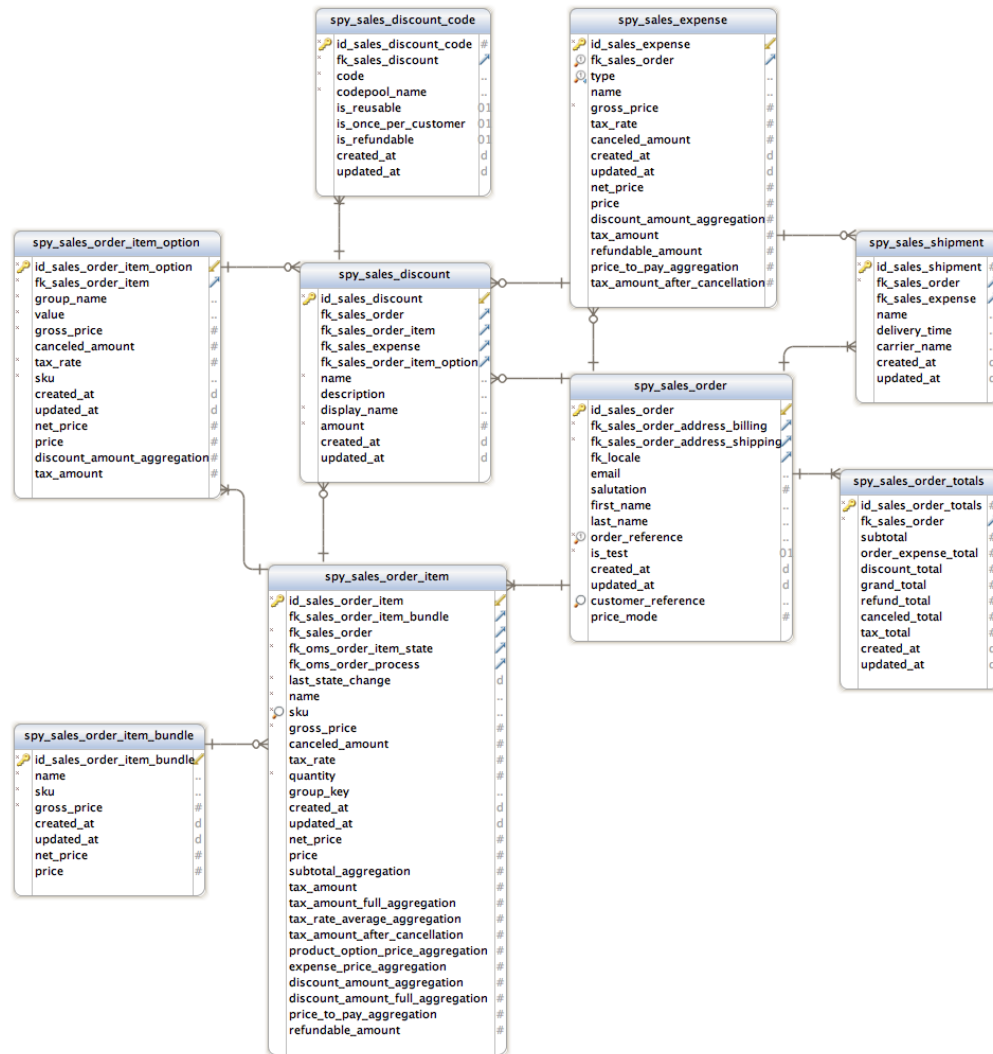 spy_sales_discount_code
id_sales_discount_code #
fk_sales_discount
code ..
codepool_name ..
is_reusable 01
is_once_per_customer 01
is_refundable 01
created_at d
updated_at d
spy_sales_expense
id_sales_expense
fk_sales_order
type ..
name ..
gross_price #
tax_rate #
canceled_amount #
created_at d
updated_at d
net_price #
price #
discount_amount_aggregation #
tax_amount #
refundable_amount #
price_to_pay_aggregation #
tax_amount_after_cancellation #
spy_sales_order_item_option
id_sales_order_item_option
fk_sales_order_item
group_name ..
value ..
gross_price #
canceled_amount #
tax_rate #
sku ..
created_at d
updated_at d
net_price #
price #
discount_amount_aggregation #
tax_amount #
spy_sales_discount
id_sales_discount
fk_sales_order
fk_sales_order_item
fk_sales_expense
fk_sales_order_item_option
name ..
description ..
display_name ..
amount #
created_at d
updated_at d
spy_sales_shipment
id_sales_shipment #
fk_sales_order
fk_sales_expense
name ..
delivery_time ..
carrier_name ..
created_at d
updated_at d
spy_sales_order
id_sales_order
fk_sales_order_address_billing
fk_sales_order_address_shipping
fk_locale
email ..
salutation #
first_name ..
last_name ..
order_reference ..
is_test 01
created_at d
updated_at d
customer_reference ..
price_mode #
spy_sales_order_totals
id_sales_order_totals #
fk_sales_order
subtotal #
order_expense_total #
discount_total #
grand_total #
refund_total #
canceled_total #
tax_total #
created_at d
updated_at d
spy_sales_order_item
id_sales_order_item
fk_sales_order_item_bundle
fk_sales_order
fk_oms_order_item_state
fk_oms_order_process
last_state_change d
name ..
sku ..
gross_price #
canceled_amount #
tax_rate #
quantity #
group_key ..
created_at d
updated_at d
net_price #
price #
subtotal_aggregation #
tax_amount #
tax_amount_full_aggregation #
tax_rate_average_aggregation #
tax_amount_after_cancellation #
product_option_price_aggregation #
expense_price_aggregation #
discount_amount_aggregation #
discount_amount_full_aggregation #
price_to_pay_aggregation #
refundable_amount #
spy_sales_order_item_bundle
id_sales_order_item_bundle
name ..
sku ..
gross_price #
created_at d
updated_at d
net_price #
price #